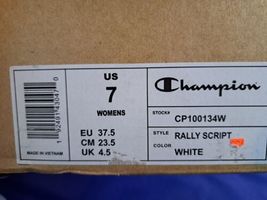 US
7
WOMENS
EU 37.5
CM 23.5
UK 4.5
MADE IN VIETNAM
Champion
STOCK#
CP100134W
STYLE
RALLY SCRIPT
COLOR
WHITE